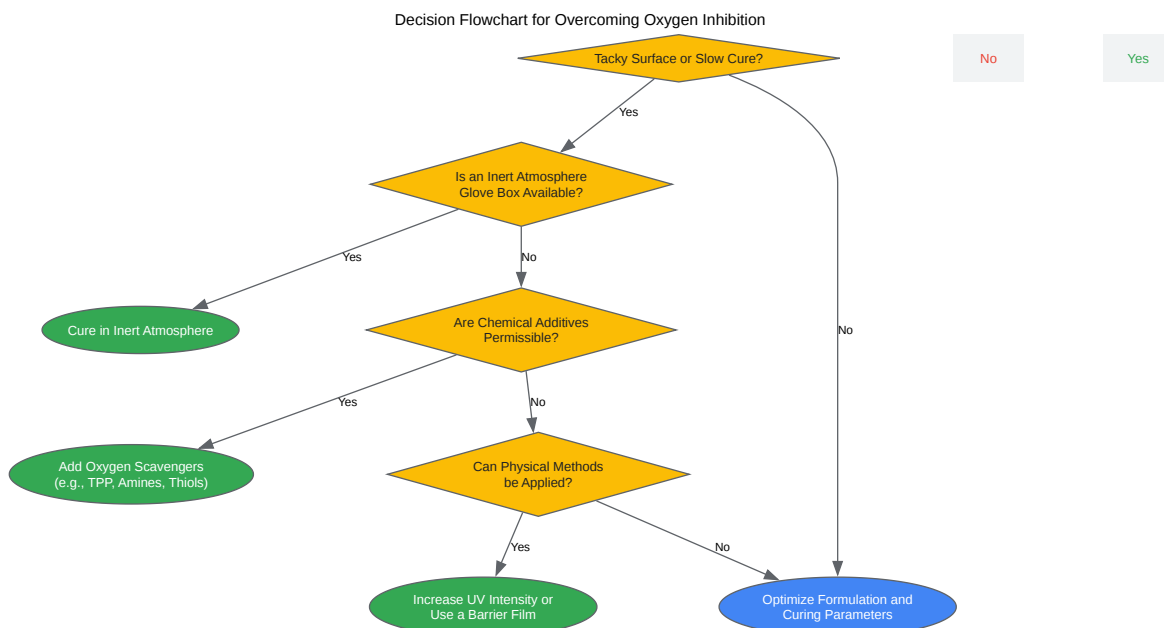 Decision Flowchart for Overcoming Oxygen Inhibition
Tacky Surface or Slow Cure?
No
Yes
Yes
Is an Inert Atmosphere
Glove Box Available?
Yes
No
Cure in Inert Atmosphere
Are Chemical Additives
Permissible?
No
Yes
No
Add Oxygen Scavengers
(e.g., TPP, Amines, Thiols)
Can Physical Methods
be Applied?
Yes
No
Increase UV Intensity or
Use a Barrier Film
Optimize Formulation and
Curing Parameters